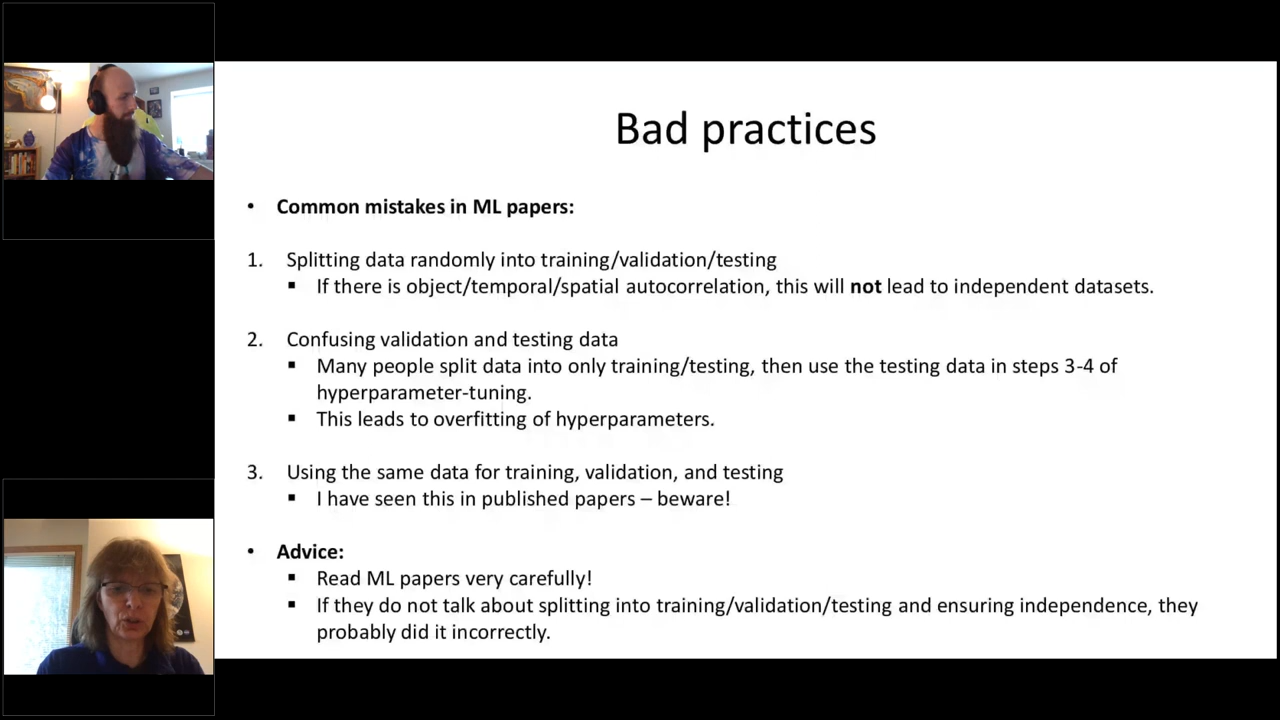 Bad practices
• Common mistakes in ML papers:
1. Splitting data randomly into training/validation/testing
▪ If there is object/temporal/spatial autocorrelation, this will not lead to independent datasets.
2. Confusing validation and testing data
▪ Many people split data into only training/testing, then use the testing data in steps 3-4 of
hyperparameter-tuning.
▪ This leads to overfitting of hyperparameters.
3. Using the same data for training, validation, and testing
▪ I have seen this in published papers – beware!
• Advice:
▪ Read ML papers very carefully!
▪ If they do not talk about splitting into training/validation/testing and ensuring independence, they
probably did it incorrectly.